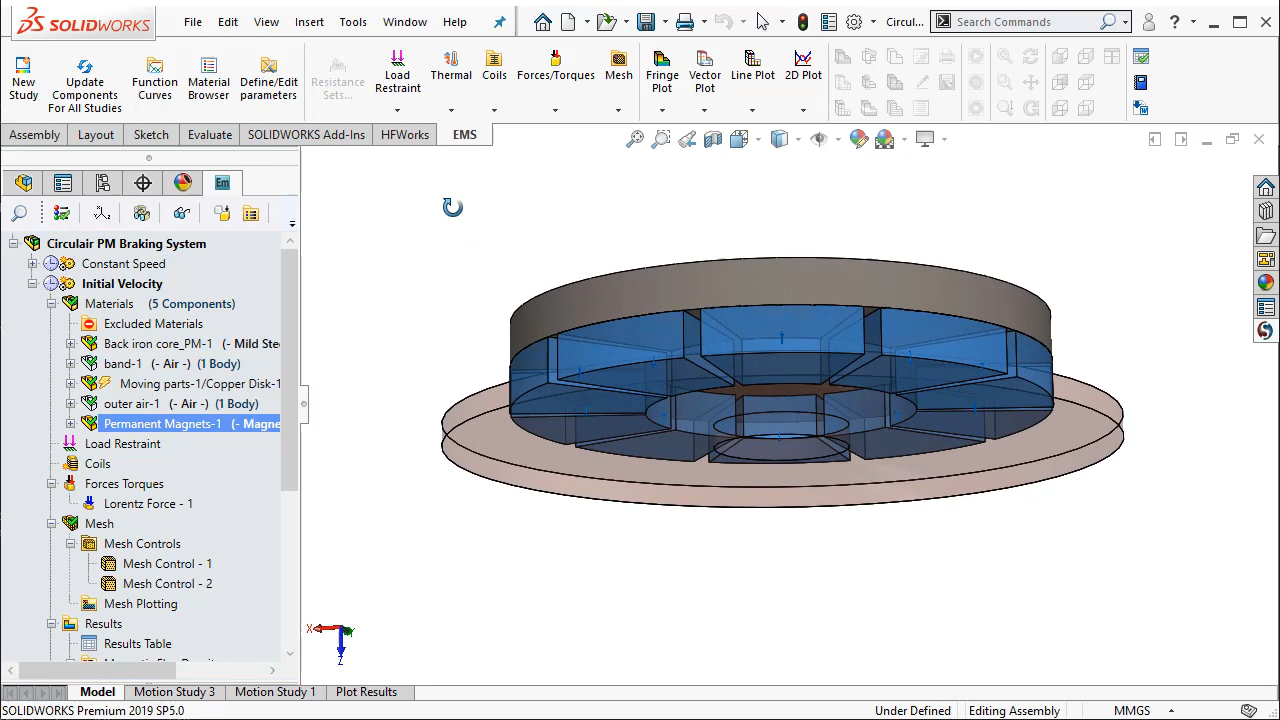 SOLIDWORKS
File Edit View Insert Tools Window Help
Circul...
Search Commands
New Study
Update Components For All Studies
Function Curves
Material Browser
Define/Edit parameters
Resistance Sets...
Load Restraint
Thermal
Coils
Forces/Torques
Mesh
Fringe Plot
Vector Plot
Line Plot
2D Plot
Assembly Layout Sketch Evaluate SOLIDWORKS Add-Ins HFWorks EMS
Em
Circulair PM Braking System
Constant Speed
Initial Velocity
Materials (5 Components)
Excluded Materials
Back iron core_PM-1 (- Mild Ste
band-1 (- Air -) (1 Body)
Moving parts-1/Copper Disk-1
outer air-1 (- Air -) (1 Body)
Permanent Magnets-1 (- Magne
Load Restraint
Coils
Forces Torques
Lorentz Force - 1
Mesh
Mesh Controls
Mesh Control - 1
Mesh Control - 2
Mesh Plotting
Results
Results Table
X
Y
Z
Model Motion Study 3 Motion Study 1 Plot Results
SOLIDWORKS Premium 2019 SP5.0
Under Defined Editing Assembly MMGS